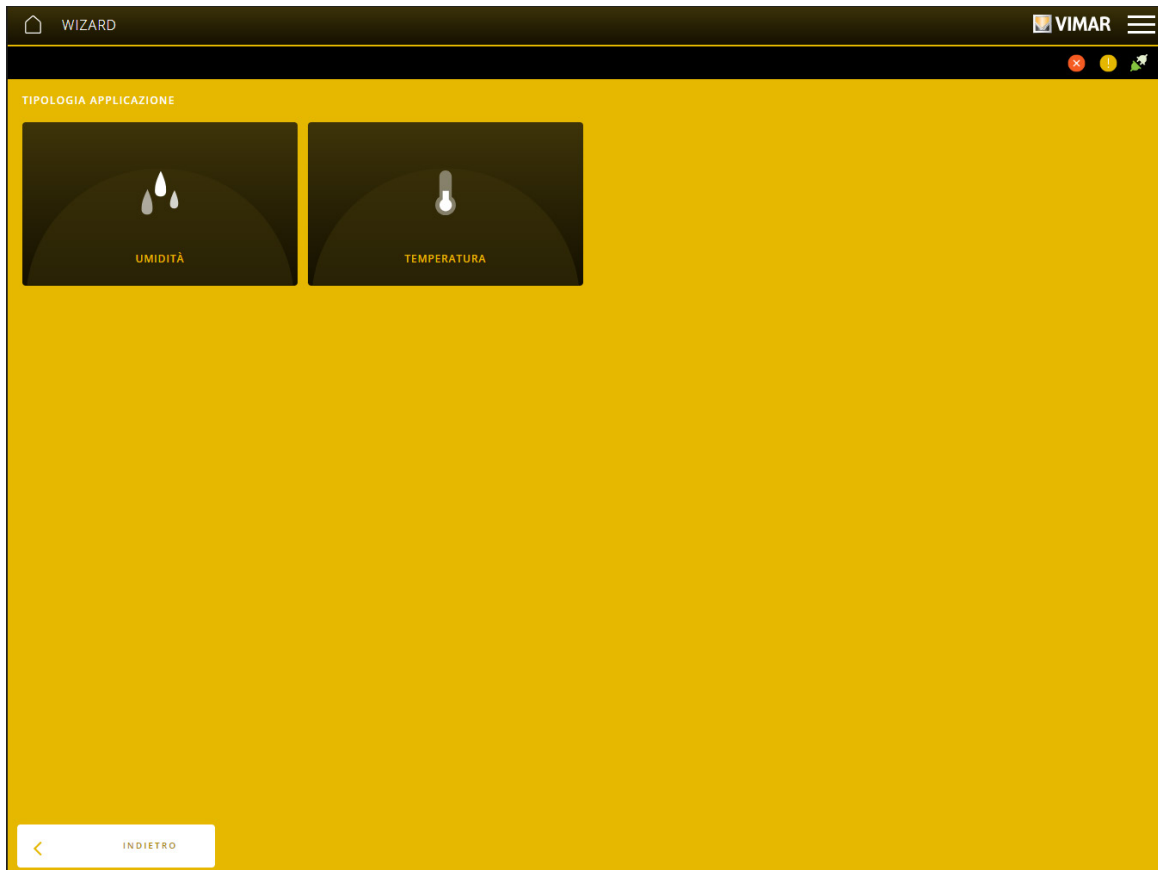 WIZARD
VIMAR
TIPOLOGIA APPLICAZIONE
UMIDITÀ
TEMPERATURA
INDIETRO